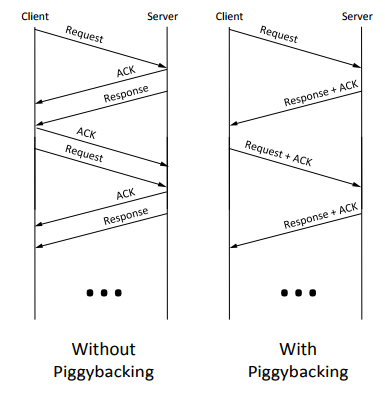 Client Server
Request
ACK
Response
ACK
Request
ACK
Response
Without
Piggybacking
Client Server
Request
Response + ACK
Request + ACK
Response + ACK
With
Piggybacking